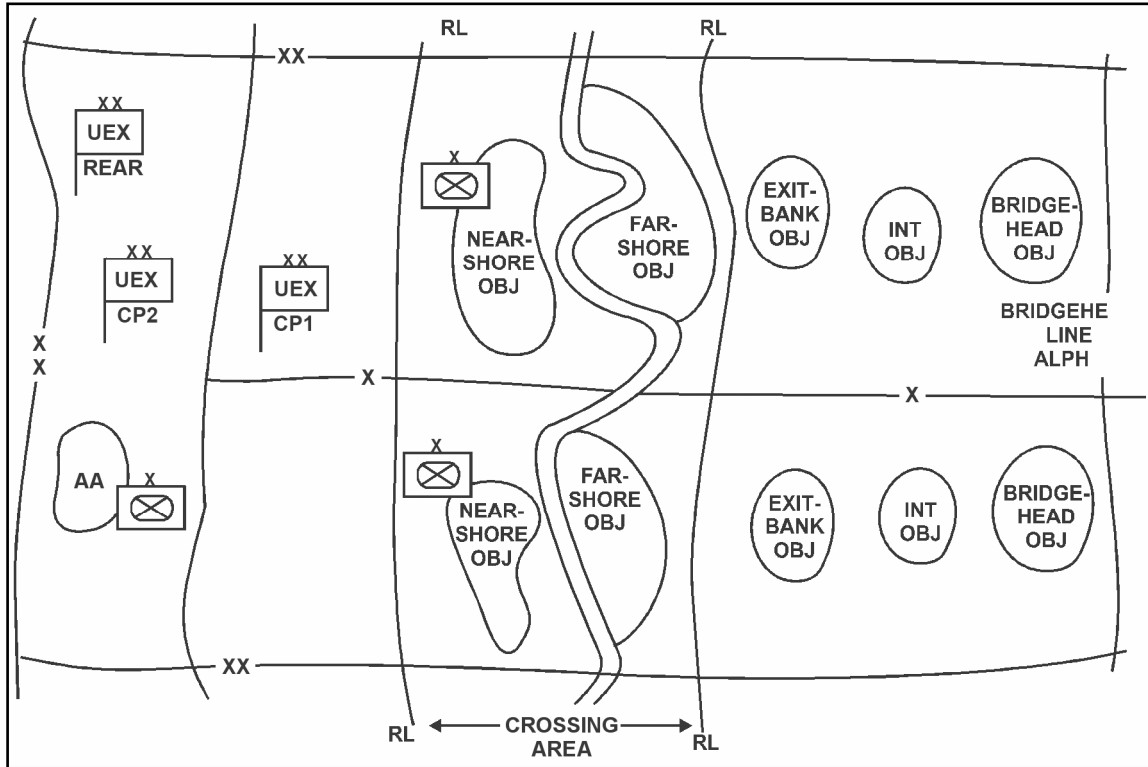 RL
RL
XX
XX
UEX
REAR
XX
UEX
CP2
XX
UEX
CP1
X
NEAR-
SHORE
OBJ
FAR-
SHORE
OBJ
EXIT-
BANK
OBJ
INT
OBJ
BRIDGE-
HEAD
OBJ
BRIDGEHE
LINE
ALPH
X
X
X
X
AA
X
X
NEAR-
SHORE
OBJ
FAR-
SHORE
OBJ
EXIT-
BANK
OBJ
INT
OBJ
BRIDGE-
HEAD
OBJ
XX
RL
CROSSING
AREA
RL